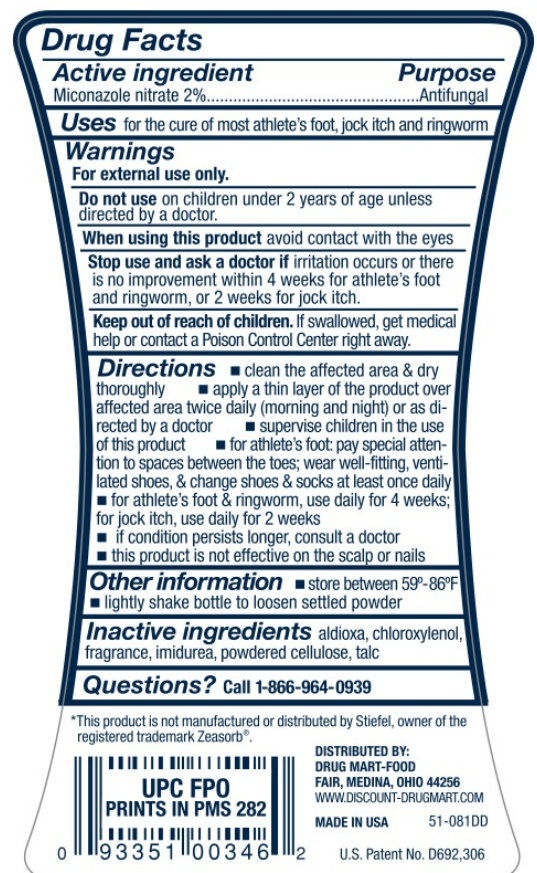 Drug Facts
Active ingredient Purpose
Miconazole nitrate 2%......................................................Antifungal
Uses for the cure of most athlete's foot, jock itch and ringworm
Warnings
For external use only.
Do not use on children under 2 years of age unless
directed by a doctor.
When using this product avoid contact with the eyes
Stop use and ask a doctor if irritation occurs or there
is no improvement within 4 weeks for athlete's foot
and ringworm, or 2 weeks for jock itch.
Keep out of reach of children. If swallowed, get medical
help or contact a Poison Control Center right away.
Directions ■ clean the affected area & dry
thoroughly ■ apply a thin layer of the product over
affected area twice daily (morning and night) or as di-
rected by a doctor ■ supervise children in the use
of this product ■ for athlete's foot: pay special atten-
tion to spaces between the toes; wear well-fitting, venti-
lated shoes, & change shoes & socks at least once daily
■ for athlete's foot & ringworm, use daily for 4 weeks;
for jock itch, use daily for 2 weeks
■ if condition persists longer, consult a doctor
■ this product is not effective on the scalp or nails
Other information ■ store between 59º-86ºF
■ lightly shake bottle to loosen settled powder
Inactive ingredients aldioxa, chloroxylenol,
fragrance, imidurea, powdered cellulose, talc
Questions? Call 1-866-964-0939
*This product is not manufactured or distributed by Stiefel, owner of the
registered trademark Zeasorb®.
UPC FPO
PRINTS IN PMS 282
0 93351 00346 2
DISTRIBUTED BY:
DRUG MART-FOOD
FAIR, MEDINA, OHIO 44256
WWW.DISCOUNT-DRUGMART.COM
MADE IN USA 51-081DD
U.S. Patent No. D692,306